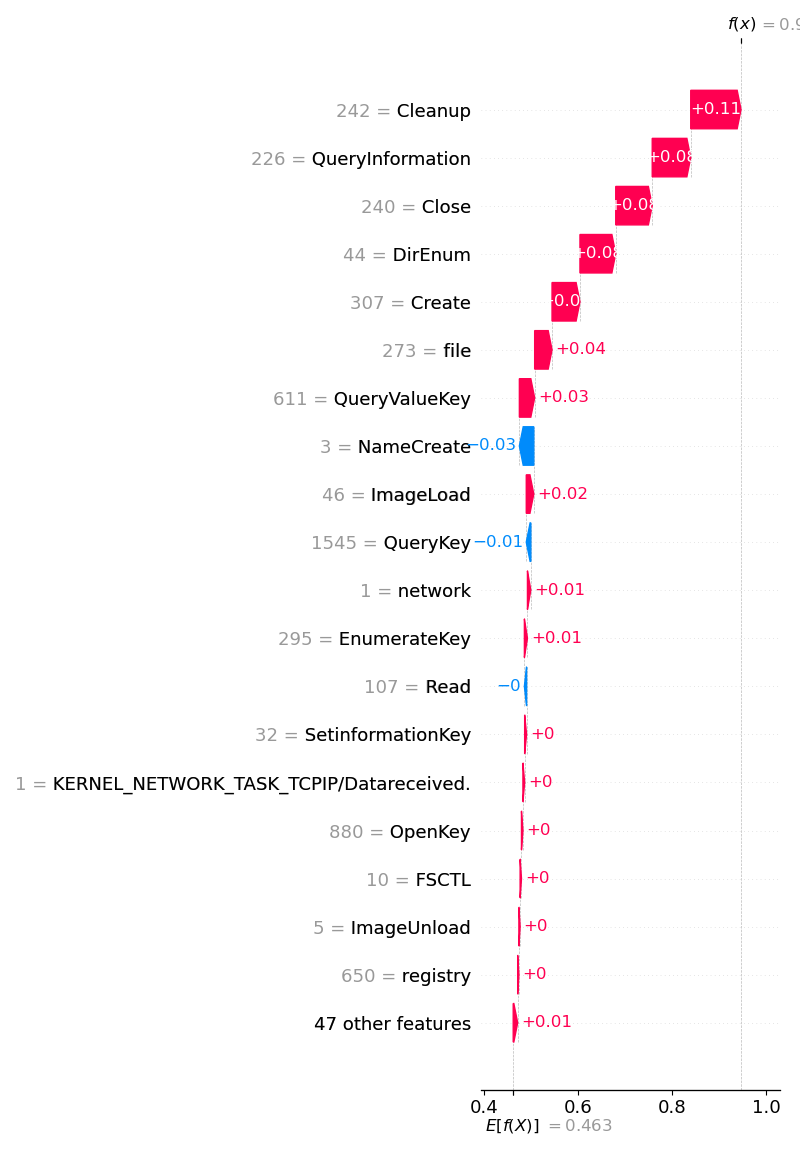 f(x) = 0.9
242 = Cleanup +0.11
226 = QueryInformation +0.08
240 = Close +0.08
44 = DirEnum +0.08
307 = Create
273 = file +0.04
611 = QueryValueKey +0.03
3 = NameCreate −0.03
46 = ImageLoad +0.02
1545 = QueryKey −0.01
1 = network +0.01
295 = EnumerateKey +0.01
107 = Read −0
32 = SetinformationKey +0
1 = KERNEL_NETWORK_TASK_TCPIP/Datareceived. +0
880 = OpenKey +0
10 = FSCTL +0
5 = ImageUnload +0
650 = registry +0
47 other features +0.01
0.4 0.6 0.8 1.0
E[f(X)] = 0.463